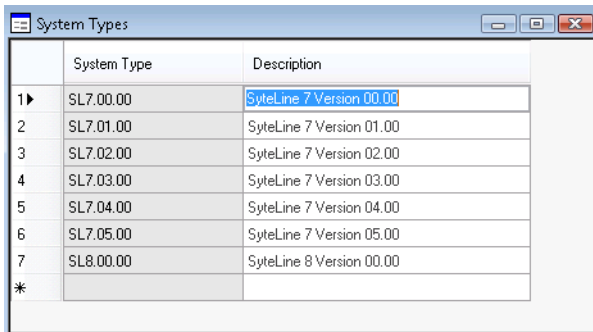 System Types
System Type Description
1 SL7.00.00 SyteLine 7 Version 00.00
2 SL7.01.00 SyteLine 7 Version 01.00
3 SL7.02.00 SyteLine 7 Version 02.00
4 SL7.03.00 SyteLine 7 Version 03.00
5 SL7.04.00 SyteLine 7 Version 04.00
6 SL7.05.00 SyteLine 7 Version 05.00
7 SL8.00.00 SyteLine 8 Version 00.00
*